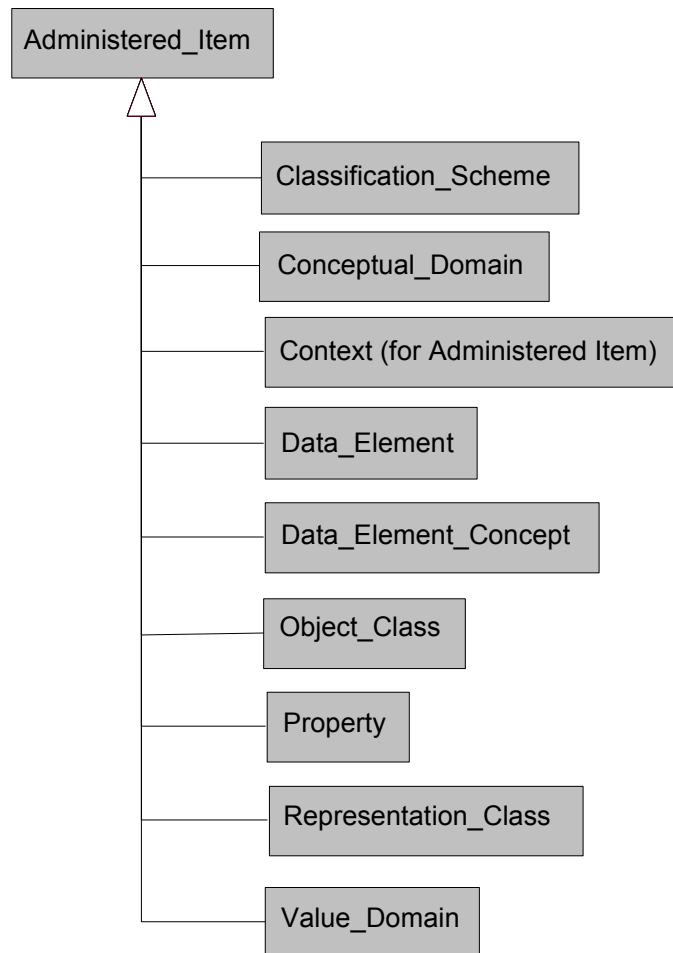 Administered_Item
Classification_Scheme
Conceptual_Domain
Context (for Administered Item)
Data_Element
Data_Element_Concept
Object_Class
Property
Representation_Class
Value_Domain